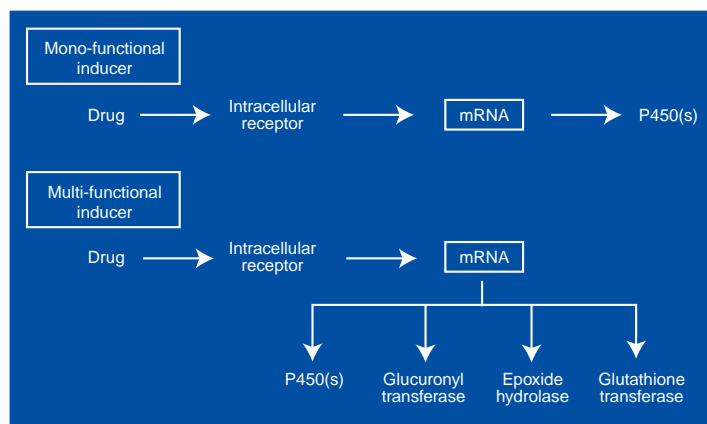 Mono-functional
inducer
Drug
Intracellular
receptor
mRNA
P450(s)
Multi-functional
inducer
Drug
Intracellular
receptor
mRNA
P450(s)
Glucuronyl
transferase
Epoxide
hydrolase
Glutathione
transferase